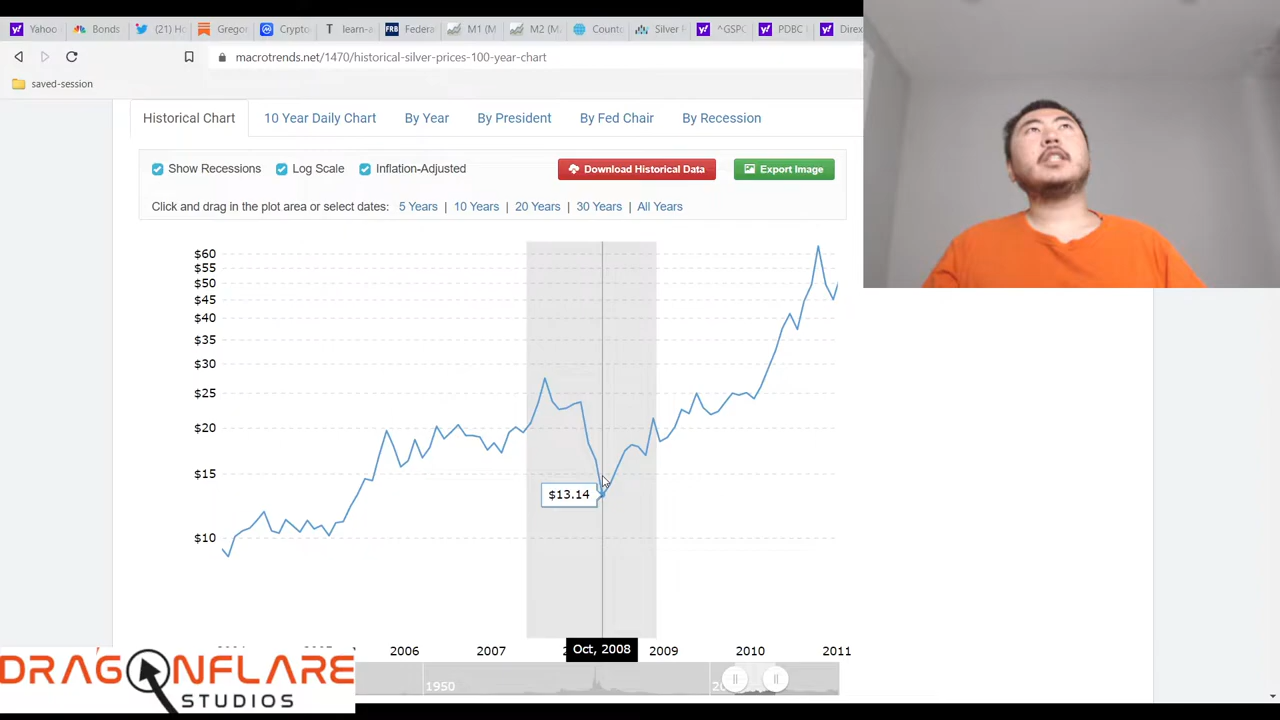 Yahoo Bonds (21) Ho Gregor Crypto learn-a FRB Federa M1 (M M2 (M Counto Silver F ^GSPC PDBC Direx
macrotrends.net/1470/historical-silver-prices-100-year-chart
saved-session
Historical Chart 10 Year Daily Chart By Year By President By Fed Chair By Recession
Show Recessions Log Scale Inflation-Adjusted Download Historical Data Export Image
Click and drag in the plot area or select dates: 5 Years | 10 Years | 20 Years | 30 Years | All Years
$60
$55
$50
$45
$40
$35
$30
$25
$20
$15
$13.14
$10
2006 2007 Oct, 2008 2009 2010 2011
1950
DRAGONFLARE
STUDIOS